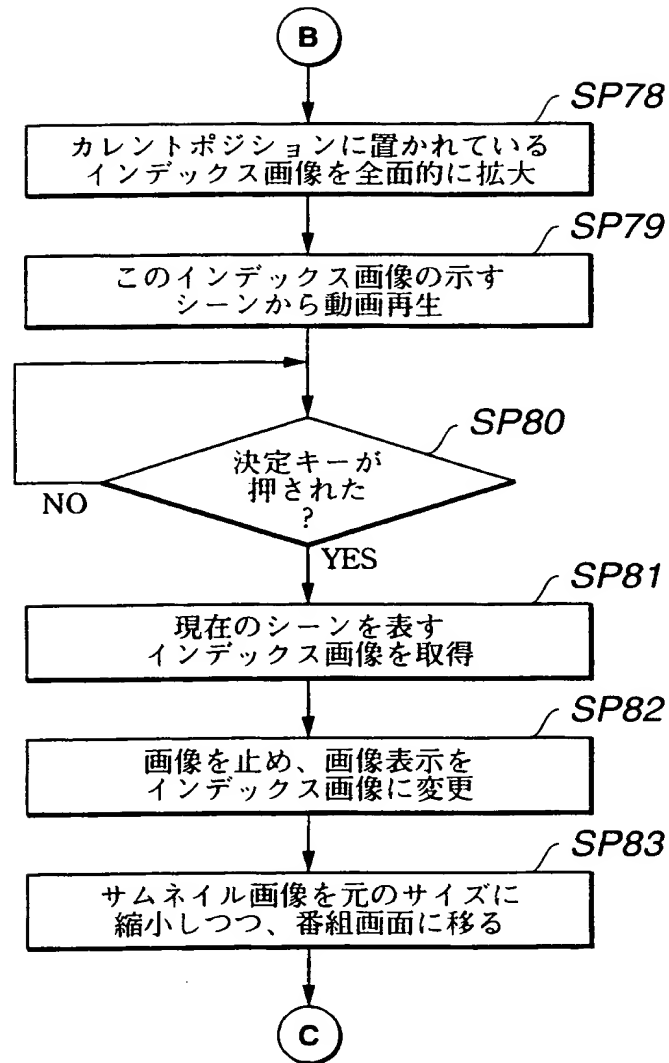 B
SP78
カレントポジションに置かれている
インデックス画像を全面的に拡大
SP79
このインデックス画像の示す
シーンから動画再生
SP80
決定キーが
押された
?
NO
YES
SP81
現在のシーンを表す
インデックス画像を取得
SP82
画像を止め、画像表示を
インデックス画像に変更
SP83
サムネイル画像を元のサイズに
縮小しつつ、番組画面に移る
C